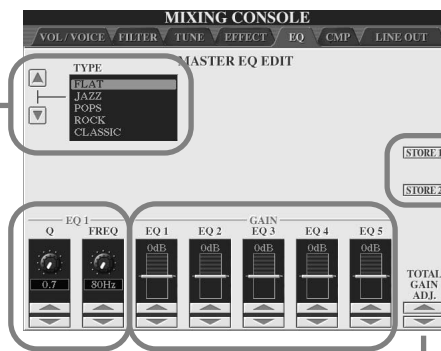 MIXING CONSOLE
VOL / VOICE FILTER TUNE EFFECT EQ CMP LINE OUT
MASTER EQ EDIT
TYPE
FLAT
JAZZ
POPS
ROCK
CLASSIC
STORE 1
STORE 2
EQ 1
GAIN
Q FREQ EQ 1 EQ 2 EQ 3 EQ 4 EQ 5
0dB 0dB 0dB 0dB 0dB
0.7 80Hz
TOTAL
GAIN
ADJ.